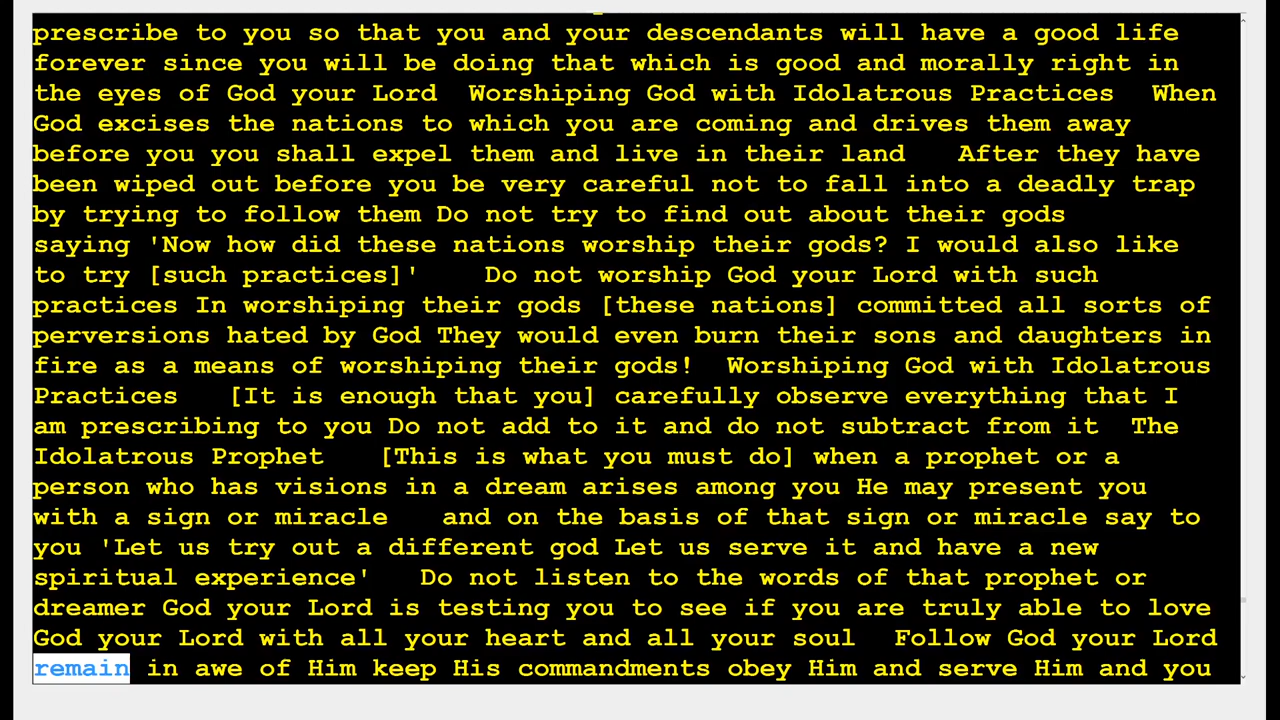 prescribe to you so that you and your descendants will have a good life
forever since you will be doing that which is good and morally right in
the eyes of God your Lord  Worshiping God with Idolatrous Practices  When
God excises the nations to which you are coming and drives them away
before you you shall expel them and live in their land  After they have
been wiped out before you be very careful not to fall into a deadly trap
by trying to follow them Do not try to find out about their gods
saying 'Now how did these nations worship their gods? I would also like
to try [such practices]'  Do not worship God your Lord with such
practices In worshiping their gods [these nations] committed all sorts of
perversions hated by God They would even burn their sons and daughters in
fire as a means of worshiping their gods!  Worshiping God with Idolatrous
Practices  [It is enough that you] carefully observe everything that I
am prescribing to you Do not add to it and do not subtract from it  The
Idolatrous Prophet  [This is what you must do] when a prophet or a
person who has visions in a dream arises among you He may present you
with a sign or miracle  and on the basis of that sign or miracle say to
you 'Let us try out a different god Let us serve it and have a new
spiritual experience'  Do not listen to the words of that prophet or
dreamer God your Lord is testing you to see if you are truly able to love
God your Lord with all your heart and all your soul  Follow God your Lord
remain in awe of Him keep His commandments obey Him and serve Him and you